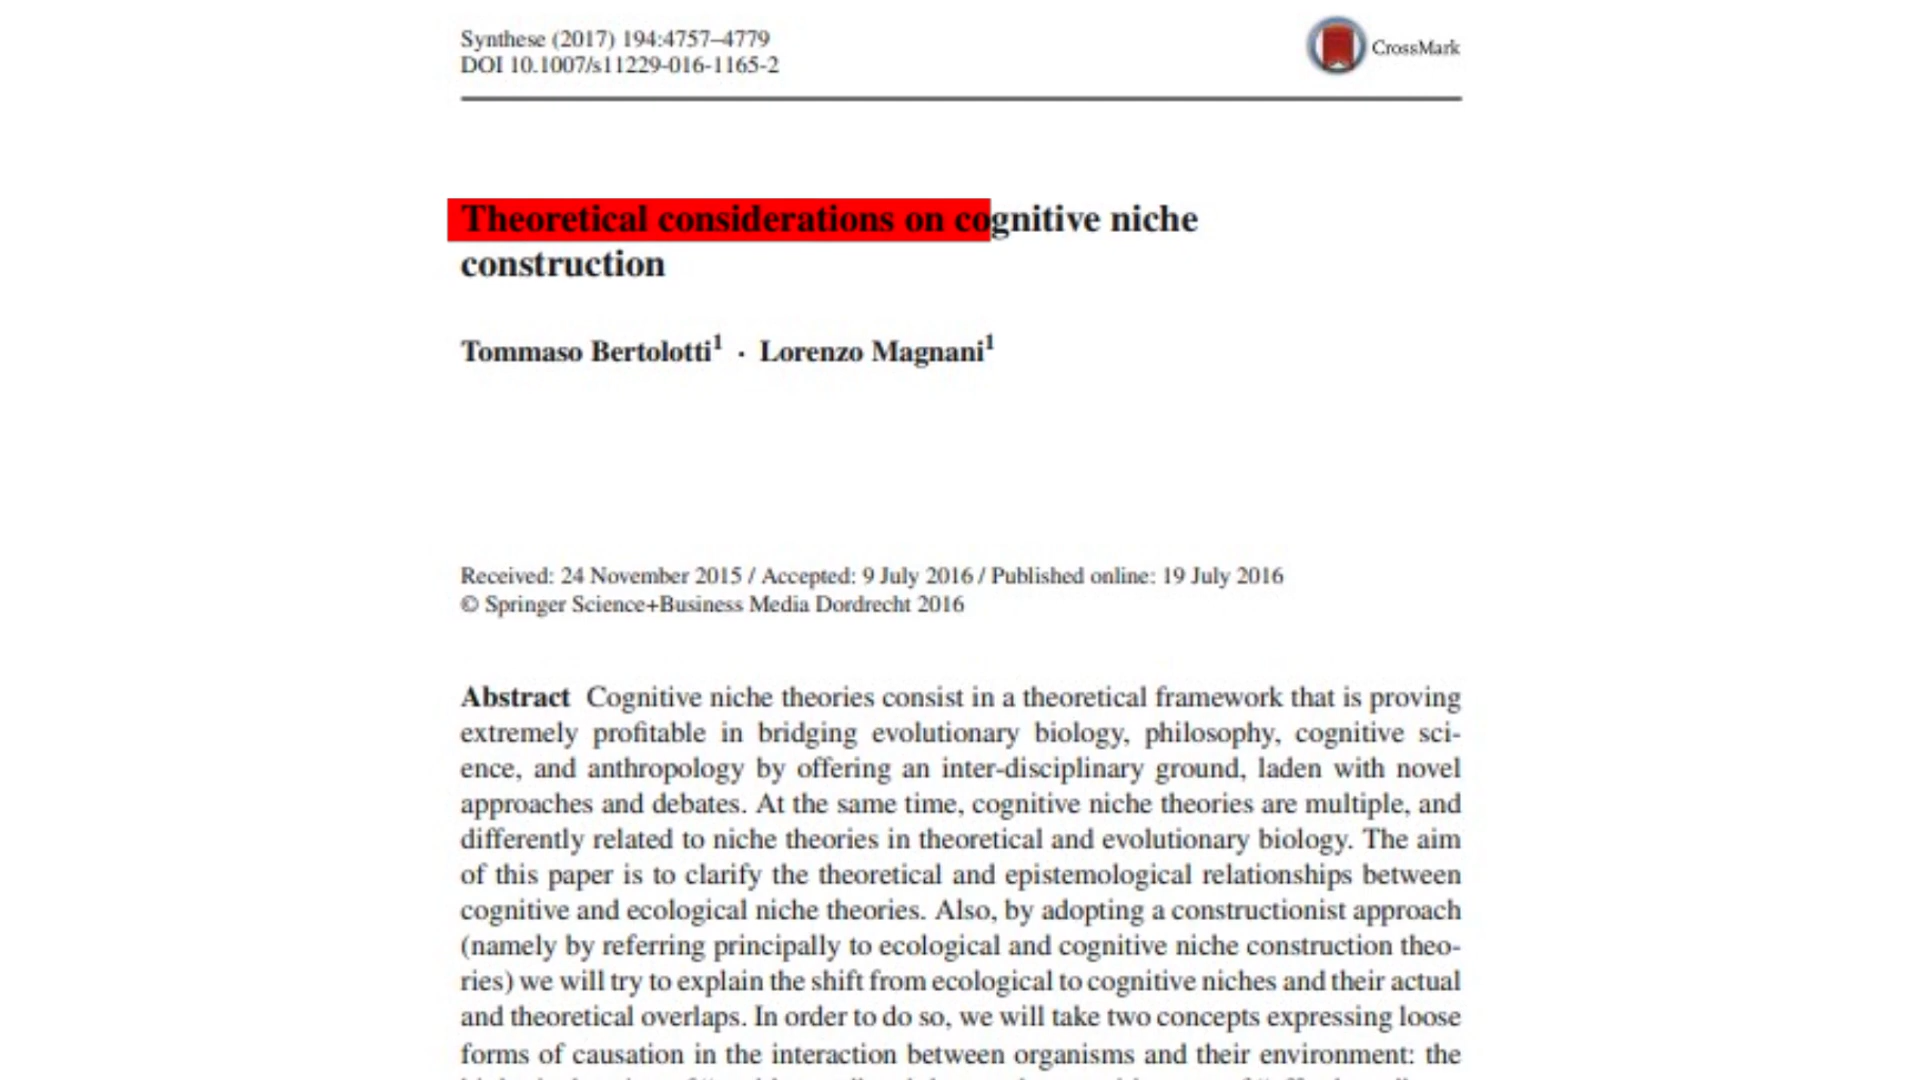 Synthese (2017) 194:4757–4779
DOI 10.1007/s11229-016-1165-2
CrossMark
Theoretical considerations on cognitive niche
construction
Tommaso Bertolotti¹ · Lorenzo Magnani¹
Received: 24 November 2015 / Accepted: 9 July 2016 / Published online: 19 July 2016
© Springer Science+Business Media Dordrecht 2016
Abstract Cognitive niche theories consist in a theoretical framework that is proving
extremely profitable in bridging evolutionary biology, philosophy, cognitive sci-
ence, and anthropology by offering an inter-disciplinary ground, laden with novel
approaches and debates. At the same time, cognitive niche theories are multiple, and
differently related to niche theories in theoretical and evolutionary biology. The aim
of this paper is to clarify the theoretical and epistemological relationships between
cognitive and ecological niche theories. Also, by adopting a constructionist approach
(namely by referring principally to ecological and cognitive niche construction theo-
ries) we will try to explain the shift from ecological to cognitive niches and their actual
and theoretical overlaps. In order to do so, we will take two concepts expressing loose
forms of causation in the interaction between organisms and their environment: the